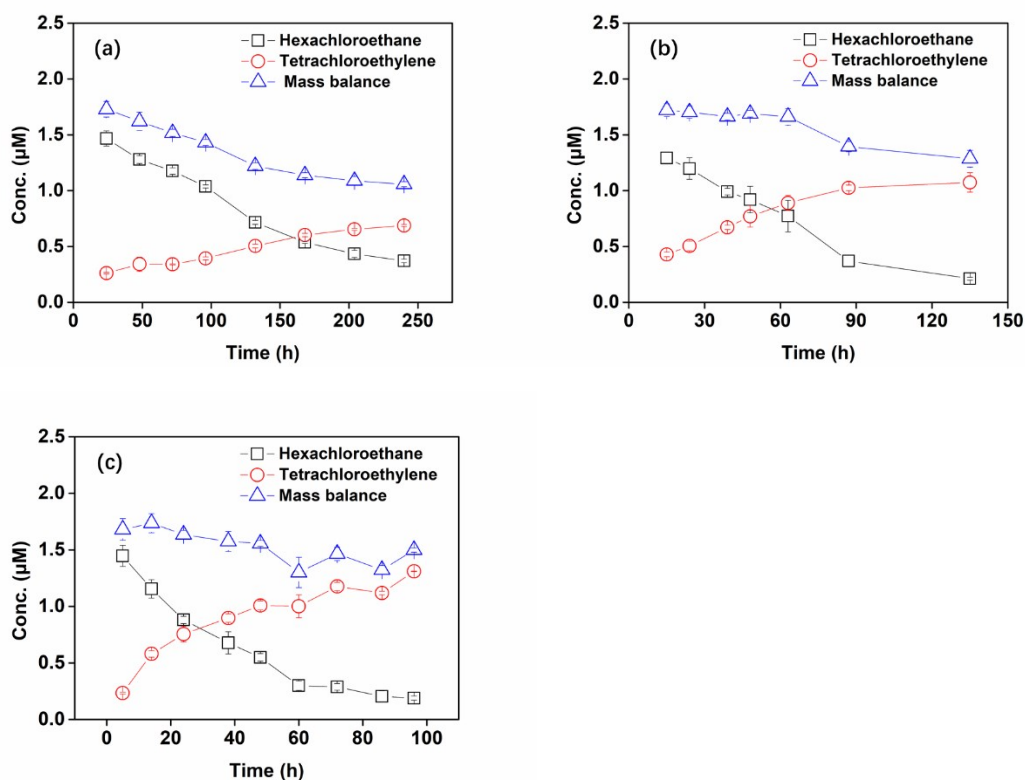 (a)
Hexachloroethane
Tetrachloroethylene
Mass balance
Conc. (μM)
2.5
2.0
1.5
1.0
0.5
0.0
0 50 100 150 200 250
Time (h)
(b)
Hexachloroethane
Tetrachloroethylene
Mass balance
Conc. (μM)
2.5
2.0
1.5
1.0
0.5
0.0
0 30 60 90 120 150
Time (h)
(c)
Hexachloroethane
Tetrachloroethylene
Mass balance
Conc. (μM)
2.5
2.0
1.5
1.0
0.5
0.0
0 20 40 60 80 100
Time (h)